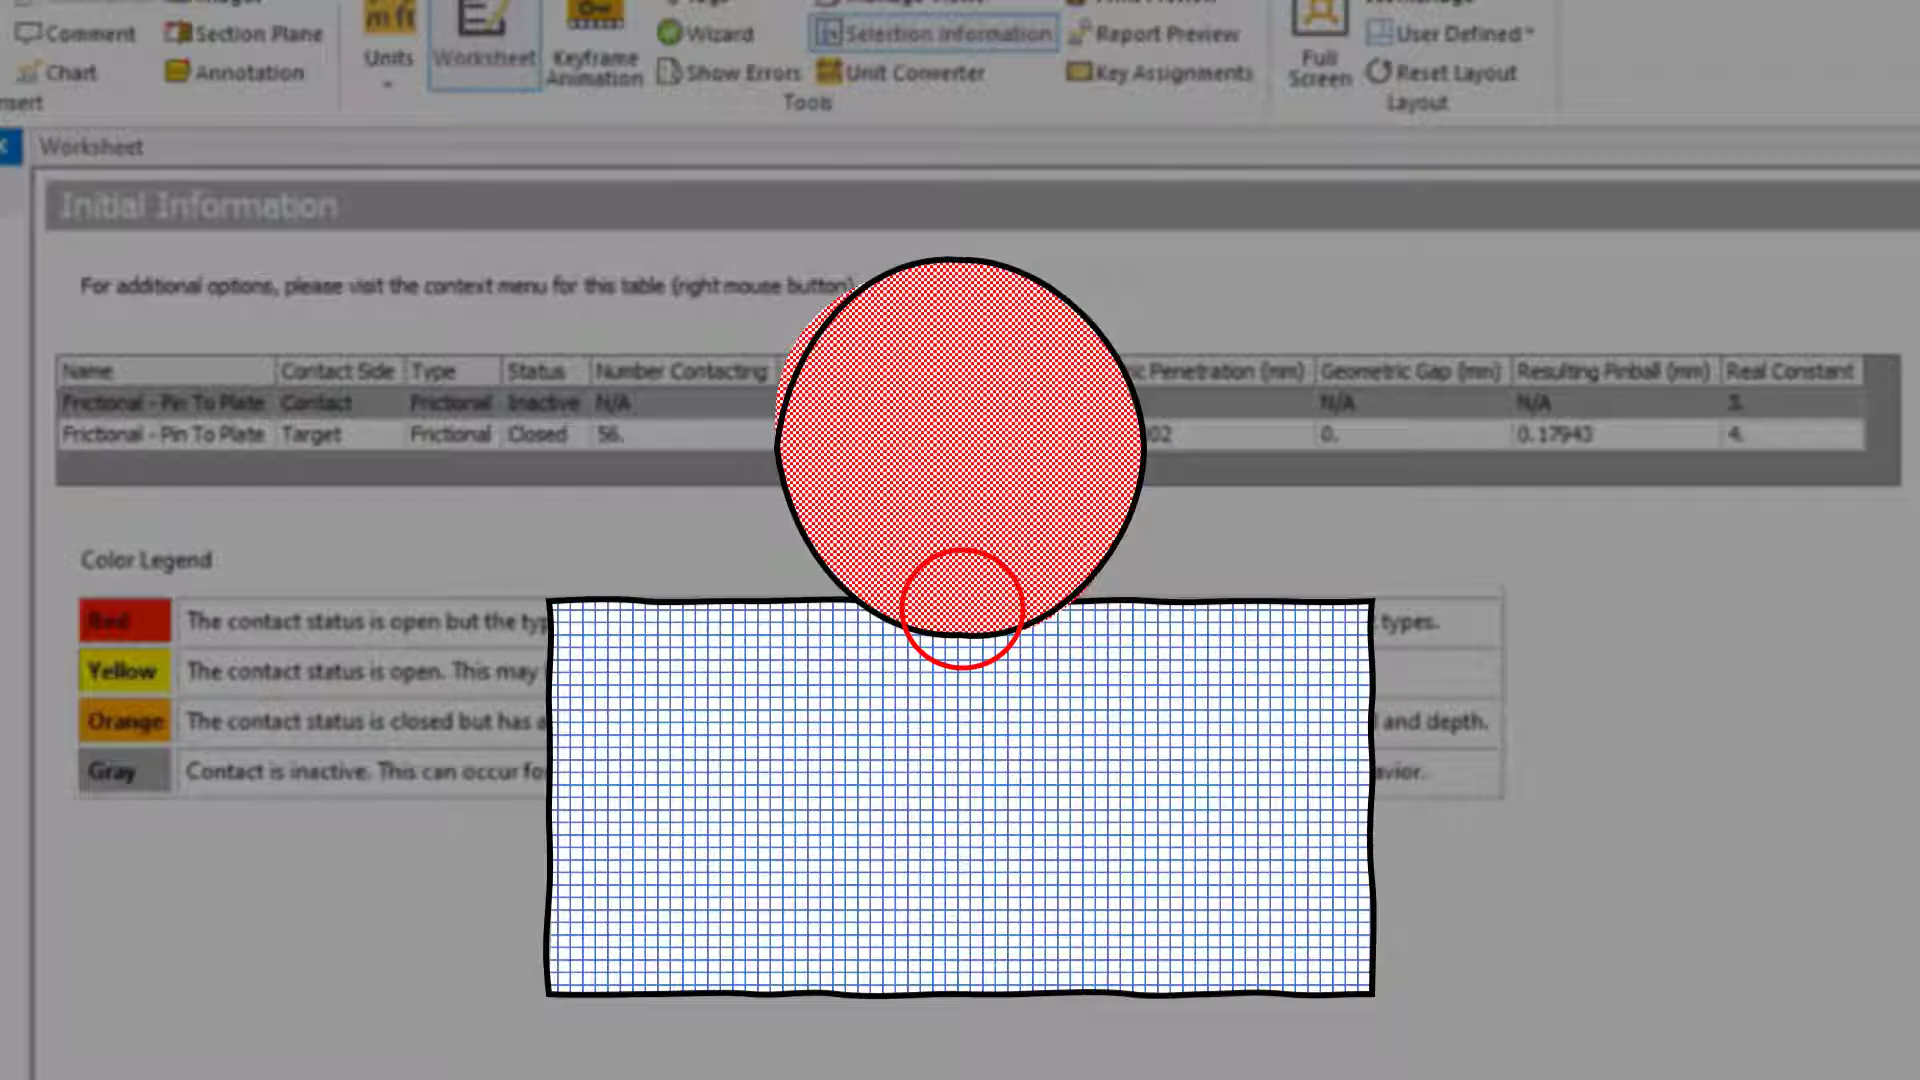 Comment
Section Plane
Chart
Annotation
Units
Worksheet
Keyframe
Animation
Wizard
Show Errors
Selection Information
Unit Converter
Tools
Report Preview
Key Assignments
Full
Screen
User Defined
Reset Layout
Layout
Worksheet
Initial Information
For additional options, please visit the context menu for this table (right mouse button)
Name Contact Side Type Status Number Contacting Penetration (mm) Geometric Gap (mm) Resulting Pinball (mm) Real Constant
Frictional - Pin To Plate Contact Frictional Inactive N/A N/A N/A 3.
Frictional - Pin To Plate Target Frictional Closed 56. 02 0. 0.17943 4.
Color Legend
Red The contact status is open but the typ types.
Yellow The contact status is open. This may
Orange The contact status is closed but has a and depth.
Gray Contact is inactive. This can occur fo avior.